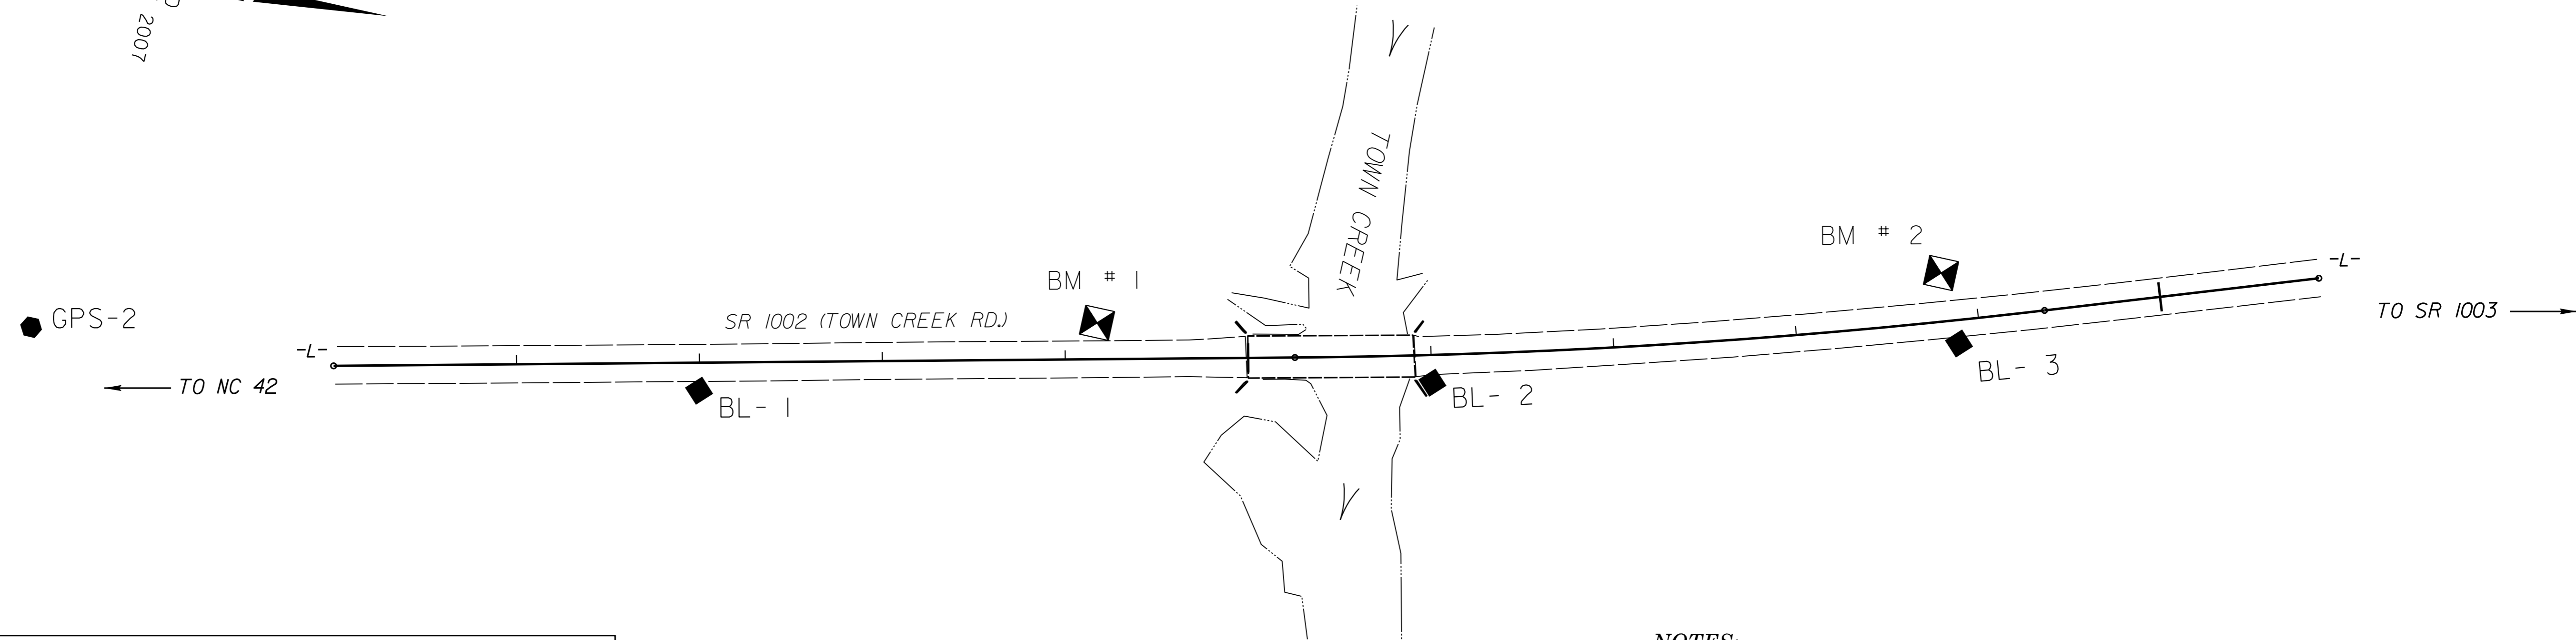 2007
TOWN CREEK
BM # 2
-L-
BM # 1
GPS-2
SR 1002 (TOWN CREEK RD.)
TO SR 1003
-L-
TO NC 42
BL- 1
BL- 2
BL- 3
NOTES: